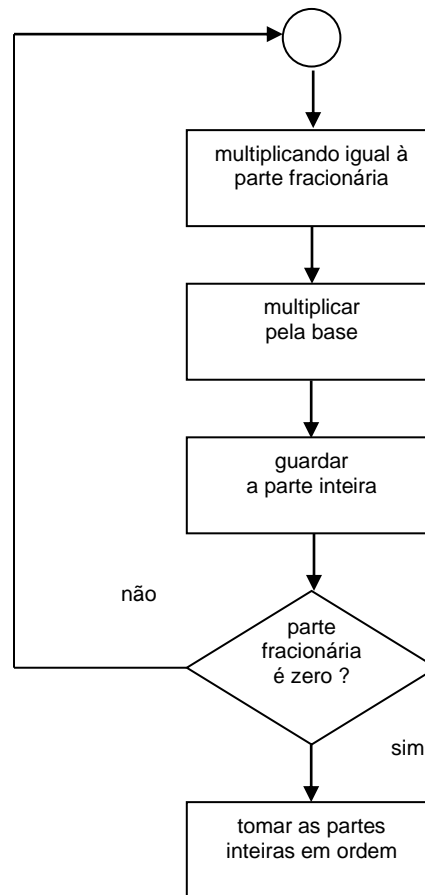 multiplicando igual à
parte fracionária
multiplicar
pela base
guardar
a parte inteira
não
parte
fracionária
é zero ?
sim
tomar as partes
inteiras em ordem